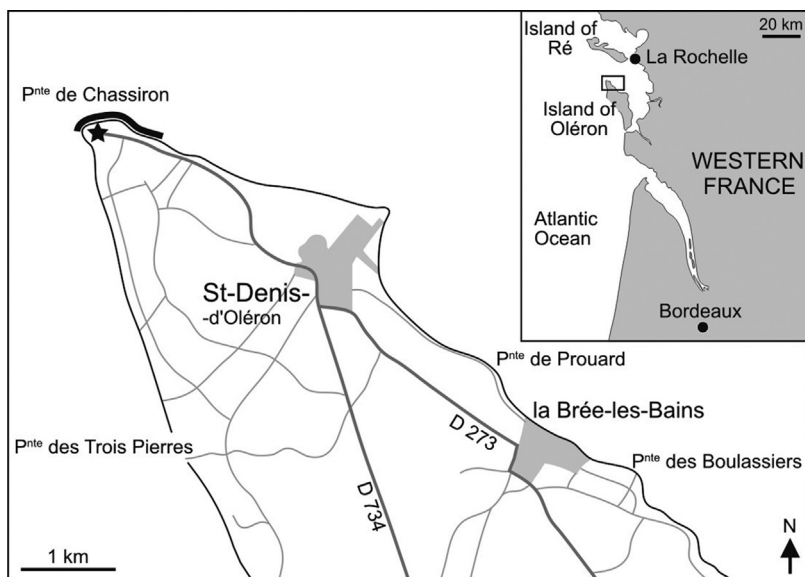 Island of
Ré
20 km
La Rochelle
Island of
Oléron
WESTERN
FRANCE
Atlantic
Ocean
Bordeaux
Pnte de Chassiron
St-Denis-
-d'Oléron
Pnte de Prouard
la Brée-les-Bains
D 273
Pnte des Trois Pierres
Pnte des Boulassiers
D 734
1 km
N